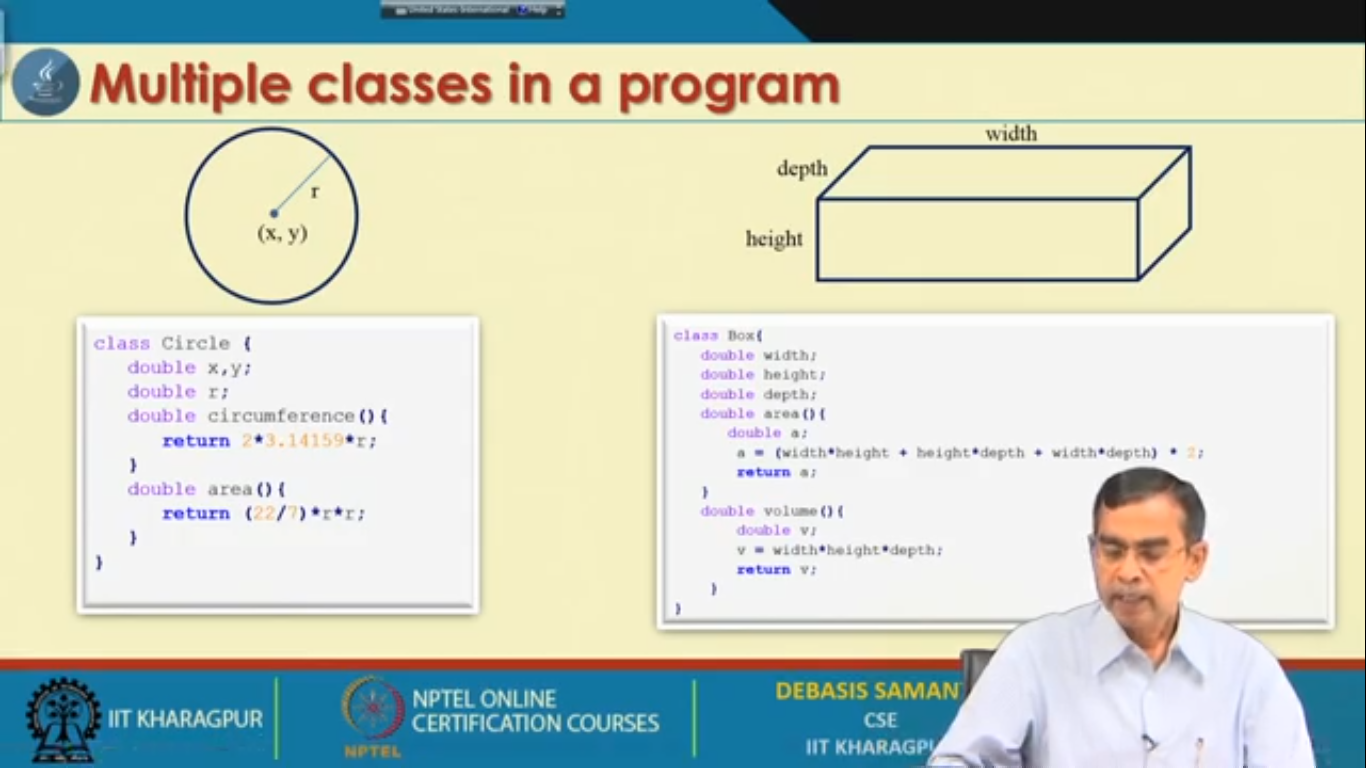 United States International Help
Multiple classes in a program
r
(x, y)
width
depth
height
class Circle {
double x,y;
double r;
double circumference(){
return 2*3.14159*r;
}
double area(){
return (22/7)*r*r;
}
}
class Box{
double width;
double height;
double depth;
double area(){
double a;
a = (width*height + height*depth + width*depth) * 2;
return a;
}
double volume(){
double v;
v = width*height*depth;
return v;
}
}
IIT KHARAGPUR
NPTEL
NPTEL ONLINE
CERTIFICATION COURSES
DEBASIS SAMAN
CSE
IIT KHARAGPU